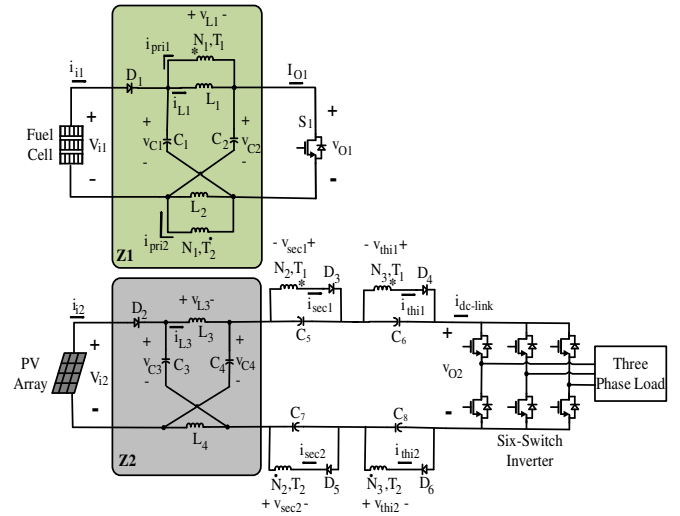 + v_L1 -
i_pri1
N_1,T_1
*
i_i1
D_1
I_O1
i_L1
L_1
+
Fuel
Cell
V_i1
-
+
v_C1
-
C_1
C_2
+
v_C2
-
S_1
+
v_O1
-
L_2
i_pri2
N_1,T_2
Z1
- v_sec1 +
N_2,T_1
*
D_3
i_sec1
C_5
- v_thi1 +
N_3,T_1
*
D_4
i_thi1
C_6
i_i2
D_2
+ v_L3 -
L_3
i_L3
i_dc-link
PV
Array
+
V_i2
-
+
v_C3
-
C_3
C_4
+
v_C4
-
+
v_O2
-
Three
Phase Load
L_4
Z2
C_7
i_sec2
N_2,T_2
D_5
+ v_sec2 -
C_8
i_thi2
N_3,T_2
D_6
+ v_thi2 -
Six-Switch
Inverter